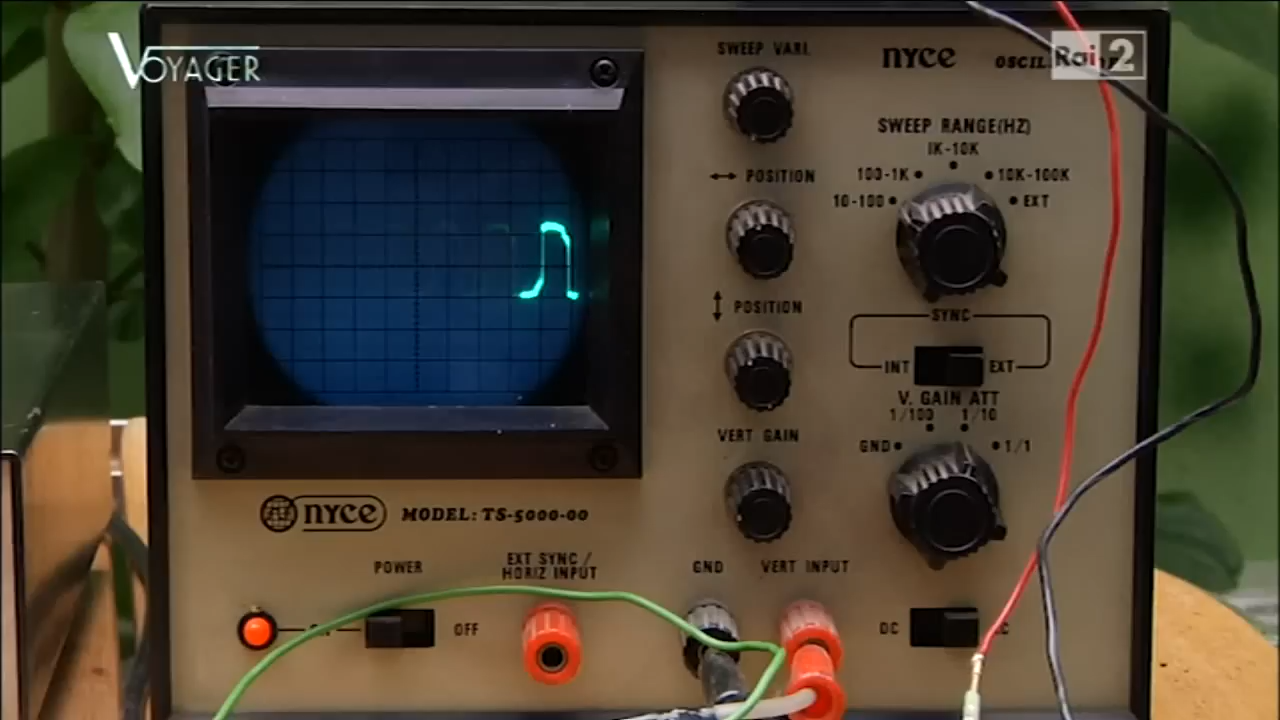 VOYAGER
SWEEP VARI.
nyce
Rai 2
SWEEP RANGE(HZ)
1K-10K
100-1K
10K-100K
10-100
EXT
POSITION
POSITION
SYNC
INT
EXT
V. GAIN ATT
1/100
1/10
GND
1/1
VERT GAIN
nyce
MODEL: TS-5000-00
POWER
EXT SYNC /
HORIZ INPUT
GND
VERT INPUT
OFF
DC